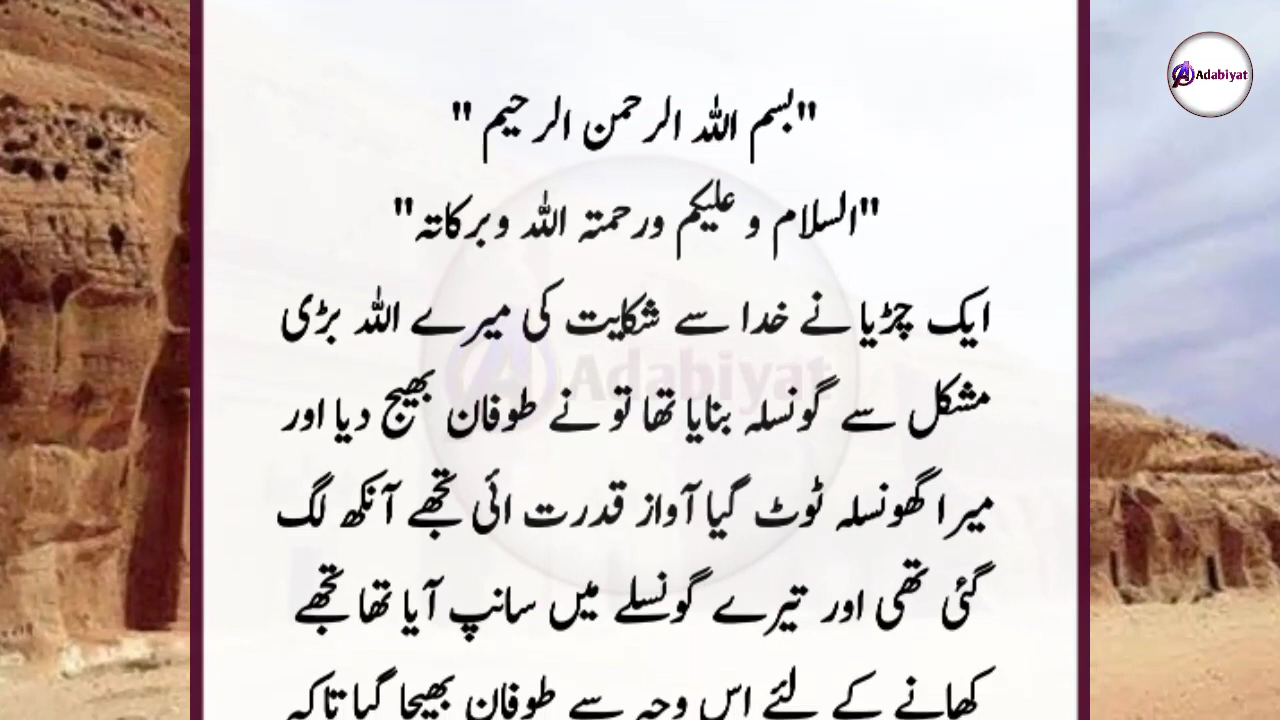 "بسم اللہ الرحمن الرحیم "
"السلام و علیکم ورحمتہ اللہ وبرکاتہ"
ایک چڑیا نے خدا سے شکایت کی میرے اللہ بڑی
مشکل سے گونسلہ بنایا تھا تو نے طوفان بھیج دیا اور
میرا گھونسلہ ٹوٹ گیا آواز قدرت ائی تجھے آنکھ لگ
گئی تھی اور تیرے گونسلے میں سانپ آیا تھا تجھے
کھانے کے لئے اس وجہ سے طوفان بھیجا گیا تاکہ
Adabiyat
Adabiyat